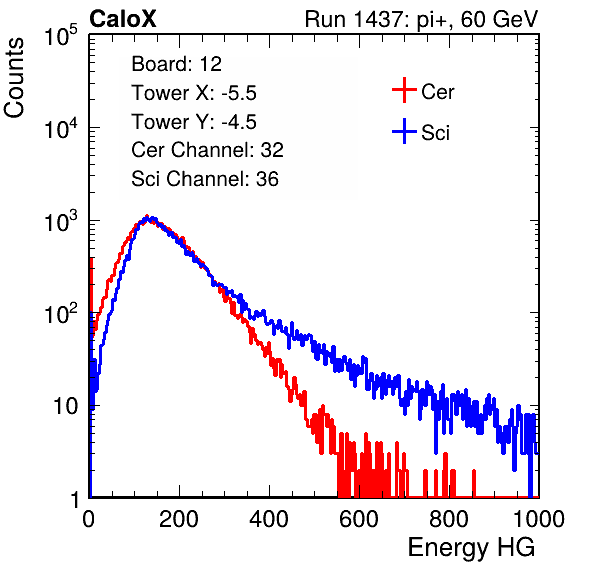 CaloX Run 1437: pi+, 60 GeV
Counts
10^5
10^4
10^3
10^2
10
1
Board: 12
Tower X: -5.5
Tower Y: -4.5
Cer Channel: 32
Sci Channel: 36
Cer
Sci
0 200 400 600 800 1000
Energy HG